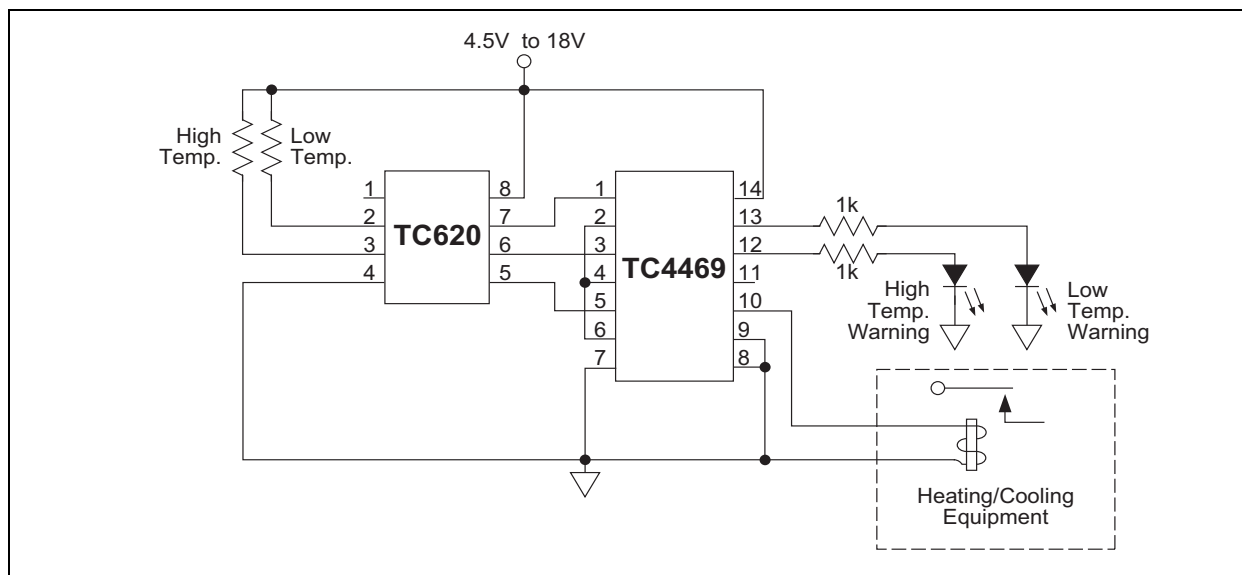 4.5V to 18V
High
Temp.
Low
Temp.
1
2
3
4
TC620
8
7
6
5
1
2
3
4
5
6
7
TC4469
14
13
12
11
10
9
8
1k
1k
High
Temp.
Warning
Low
Temp.
Warning
Heating/Cooling
Equipment